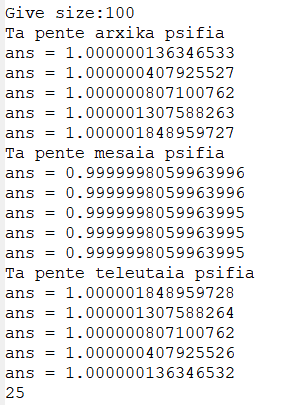 Give size:100
Ta pente arxika psifia
ans = 1.000000136346533
ans = 1.000000407925527
ans = 1.000000807100762
ans = 1.000001307588263
ans = 1.000001848959727
Ta pente mesaia psifia
ans = 0.9999998059963996
ans = 0.9999998059963996
ans = 0.9999998059963995
ans = 0.9999998059963995
ans = 0.9999998059963995
Ta pente teleutaia psifia
ans = 1.000001848959728
ans = 1.000001307588264
ans = 1.000000807100762
ans = 1.000000407925526
ans = 1.000000136346532
25